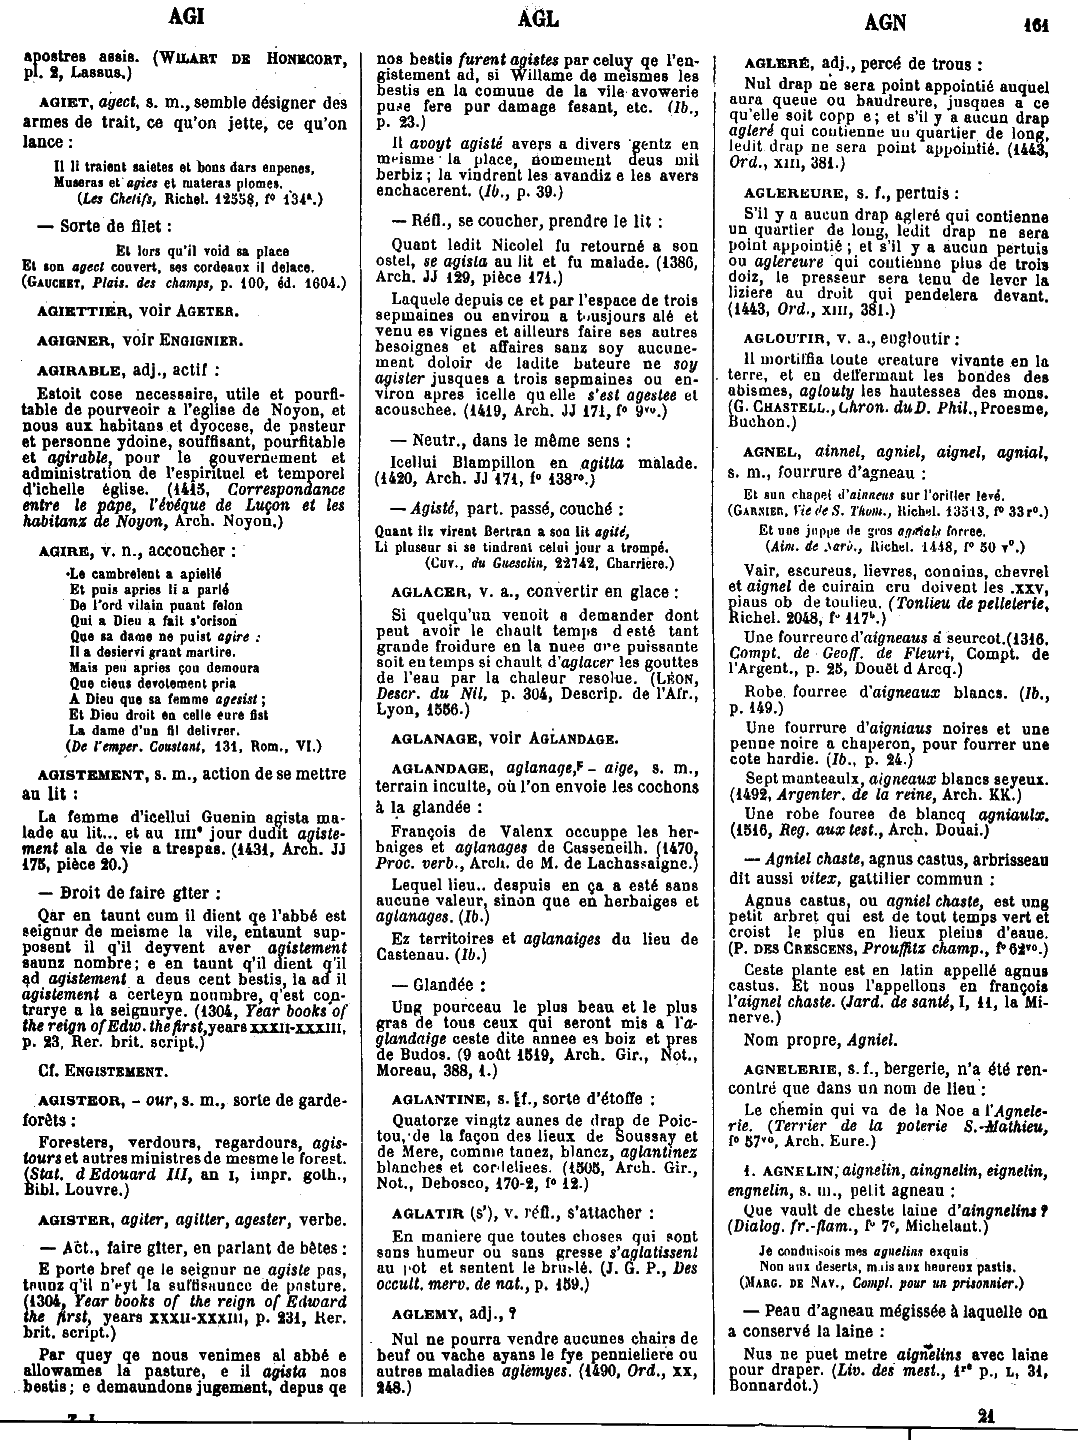 AGI
AGL
AGN
161
apostres assis. (WILART DE HONECORT,
pl. 2, Lassus.)
AGIET, agect, s. m., semble désigner des
armes de trait, ce qu'on jette, ce qu'on
lance :
Il li traient saietes et bons dars enpenes,
Museras et agies et materas plomes.
(Les Chetifs, Richel. 12558, f° 134ᵃ.)
— Sorte de filet :
Et lors qu'il void sa place
Et son agect couvert, ses cordeaux il delace.
(GAUCHET, Plais. des champs, p. 100, éd. 1604.)
AGIETTIER, voir AGETER.
AGIGNER, voir ENGIGNIER.
AGIRABLE, adj., actif :
Estoit cose necessaire, utile et pourfi-
table de pourveoir a l'eglise de Noyon, et
nous aux habitans et dyocese, de pasteur
et personne ydoine, souffisant, pourfitable
et agirable, pour le gouvernement et
administration de l'espirituel et temporel
d'ichelle église. (1415, Correspondance
entre le pape, l'évéque de Luçon et les
habitanz de Noyon, Arch. Noyon.)
AGIRE, v. n., accoucher :
Le cambrelent a apiellé
Et puis apries li a parlé
De l'ord vilain puant felon
Qui a Dieu a fait s'orison
Que sa dame ne puist agire :
Il a desiervi grant martire.
Mais peu apries çou demoura
Que cieus devotement pria
A Dieu que sa femme agesist ;
Et Dieu droit en celle eure fist
La dame d'un fil delivrer.
(De l'emper. Constant, 131, Rom., VI.)
AGISTEMENT, s. m., action de se mettre
au lit :
La femme d'icellui Guenin agista ma-
lade au lit... et au IIIIᵉ jour dudit agiste-
ment ala de vie a trespas. (1431, Arch. JJ
175, pièce 20.)
— Droit de faire gîter :
Qar en taunt cum il dient qe l'abbé est
seignur de meisme la vile, entaunt sup-
posent il q'il deyvent aver agistement
saunz nombre; e en taunt q'il dient q'il
ad agistement a deus cent bestis, la ad il
agistement a certeyn noumbre, q'est con-
trarye a la seignurye. (1304, Year books of
the reign of Edw. the first, years XXXII-XXXIII,
p. 23, Rer. brit. script.)
Cf. ENGISTEMENT.
AGISTEOR, - our, s. m., sorte de garde-
forêts :
Foresters, verdours, regardours, agis-
tours et autres ministres de mesme le forest.
(Stat. d Edouard III, an I, impr. goth.,
Bibl. Louvre.)
AGISTER, agiter, agitter, agester, verbe.
— Act., faire gîter, en parlant de bêtes :
E porte bref qe le seignur ne agiste pas,
taunz q'il n'eyt la suffisaunce de pasture.
(1304, Year books of the reign of Edward
the first, years XXXII-XXXIII, p. 231, Rer.
brit. script.)
Par quey qe nous venimes al abbé e
allowames la pasture, e il agista nos
bestis; e demaundons jugement, depus qe
nos bestis furent agistes par celuy qe l'en-
gistement ad, si Willame de meismes les
bestis en la comune de la vile avowerie
puse fere pur damage fesant, etc. (Ib.,
p. 23.)
Il avoyt agisté avers a divers gentz en
meisme la place, nomement deus mil
berbiz ; la vindrent les avandiz e les avers
enchacerent. (Ib., p. 39.)
— Réfl., se coucher, prendre le lit :
Quant ledit Nicolel fu retourné a son
ostel, se agista au lit et fu malade. (1386,
Arch. JJ 129, pièce 171.)
Laquele depuis ce et par l'espace de trois
sepmaines ou environ a tousjours alé et
venu es vignes et ailleurs faire ses autres
besoignes et affaires sanz soy aucune-
ment doloir de ladite bateure ne soy
agister jusques a trois sepmaines ou en-
viron apres icelle qu elle s'est agestee et
acouschee. (1419, Arch. JJ 171, f° 9ᵛᵒ.)
— Neutr., dans le même sens :
Icellui Blampillon en agitta malade.
(1420, Arch. JJ 171, f° 138ʳᵒ.)
— Agisté, part. passé, couché :
Quant ilz virent Bertran a son lit agité,
Li pluseur si se tindrent celui jour a trompé.
(CUV., du Guesclin, 22742, Charriere.)
AGLACER, v. a., convertir en glace :
Si quelqu'un venoit a demander dont
peut avoir le chault temps d esté tant
grande froidure en la nuee ore puissante
soit en temps si chault d'aglacer les gouttes
de l'eau par la chaleur resolue. (LÉON,
Descr. du Nil, p. 304, Descrip. de l'Afr.,
Lyon, 1556.)
AGLANAGE, voir AGLANDAGE.
AGLANDAGE, aglanage, - aige, s. m.,
terrain inculte, où l'on envoie les cochons
à la glandée :
François de Valenx occuppe les her-
baiges et aglanages de Casseneilh. (1470,
Proc. verb., Arch. de M. de Lachassaigne.)
Lequel lieu.. despuis en ça a esté sans
aucune valeur, sinon que en herbaiges et
aglanages. (Ib.)
Ez territoires et aglanaiges du lieu de
Castenau. (Ib.)
— Glandée :
Ung pourceau le plus beau et le plus
gras de tous ceux qui seront mis a l'a-
glandaige ceste dite annee es boiz et pres
de Budos. (9 août 1519, Arch. Gir., Not.,
Moreau, 388, 1.)
AGLANTINE, s. f., sorte d'étoffe :
Quatorze vingtz aunes de drap de Poic-
tou, de la façon des lieux de Soussay et
de Mere, comme tanez, blancz, aglantinez
blanches et cordeliees. (1505, Arch. Gir.,
Not., Debosco, 170-2, f° 12.)
AGLATIR (s'), v. réfl., s'attacher :
En maniere que toutes choses qui sont
sans humeur ou sans gresse s'aglatissent
au pot et sentent le bruslé. (J. G. P., Des
occult. merv. de nat., p. 159.)
AGLEMY, adj., ?
Nul ne pourra vendre aucunes chairs de
beuf ou vache ayans le fye penneliere ou
autres maladies aglemyes. (1490, Ord., XX,
248.)
AGLERÉ, adj., percé de trous :
Nul drap ne sera point appointié auquel
aura queue ou baudreure, jusques a ce
qu'elle soit copp e; et s'il y a aucun drap
agleré qui contienne un quartier de long,
ledit drap ne sera point appointié. (1443,
Ord., XIII, 381.)
AGLEREURE, s. f., pertuis :
S'il y a aucun drap agleré qui contienne
un quartier de long, ledit drap ne sera
point appointié ; et s'il y a aucun pertuis
ou aglereure qui contienne plus de trois
doiz, le presseur sera tenu de lever la
liziere au droit qui pendelera devant.
(1443, Ord., XIII, 381.)
AGLOUTIR, v. a., engloutir :
Il mortiffia toute creature vivante en la
terre, et en deffermant les bondes des
abismes, aglouty les hautesses des mons.
(G. CHASTELL., Chron. du D. Phil., Proesme,
Buchon.)
AGNEL, ainnel, agniel, aignel, agnial,
s. m., fourrure d'agneau :
Et sun chapel d'ainneus sur l'oriller levé.
(GARNIER, Vie de S. Thom., Richel. 13513, f° 33 r°.)
Et une juppe de gros agnials forree.
(Aim. de Narb., Richel. 1448, f° 50 v°.)
Vair, escureus, lievres, connins, chevrel
et aignel de cuirain cru doivent les .XXV,
piaus ob de toulieu. (Tonlieu de pelleterie,
Richel. 2048, f° 117ᵇ.)
Une fourreure d'aigneaus a seurcot. (1316,
Compt. de Geoff. de Fleuri, Compt. de
l'Argent., p. 25, Douët d Arcq.)
Robe fourree d'aigneaux blancs. (Ib.,
p. 149.)
Une fourrure d'aigniaus noires et une
penne noire a chaperon, pour fourrer une
cote hardie. (Ib., p. 24.)
Sept manteaulx, aigneaux blancs seyeux.
(1492, Argenter. de la reine, Arch. KK.)
Une robe fouree de blancq agniaulx.
(1516, Reg. aux test., Arch. Douai.)
— Agniel chaste, agnus castus, arbrisseau
dit aussi vitex, gattilier commun :
Agnus castus, ou agniel chaste, est ung
petit arbret qui est de tout temps vert et
croist le plus en lieux pleins d'eaue.
(P. DES CRESCENS, Prouffitz champ., f° 62ᵛᵒ.)
Ceste plante est en latin appellé agnus
castus. Et nous l'appellons en françois
l'aignel chaste. (Jard. de santé, I, 11, la Mi-
nerve.)
Nom propre, Agniel.
AGNELERIE, s. f., bergerie, n'a été ren-
contré que dans un nom de lieu :
Le chemin qui va de la Noe a l'Agnele-
rie. (Terrier de la poterie S.-Mathieu,
f° 57ᵛᵒ, Arch. Eure.)
1. AGNELIN, aignelin, aingnelin, eignelin,
engnelin, s. m., petit agneau :
Que vault de cheste laine d'aingnelins ?
(Dialog. fr.-flam., f° 7ᶜ, Michelant.)
Je conduisois mes agnelins exquis
Non aux deserts, mais aux heureux pastis.
(MARG. DE NAV., Compl. pour un prisonnier.)
— Peau d'agneau mégissée à laquelle on
a conservé la laine :
Nus ne puet metre aignelins avec laine
pour draper. (Liv. des mest., 1ʳᵉ p., L, 31,
Bonnardot.)
21